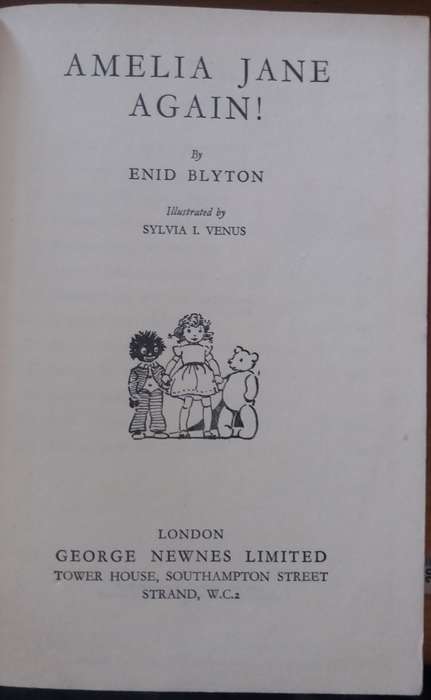 AMELIA JANE
AGAIN!
By
ENID BLYTON
Illustrated by
SYLVIA I. VENUS
LONDON
GEORGE NEWNES LIMITED
TOWER HOUSE, SOUTHAMPTON STREET
STRAND, W.C.2